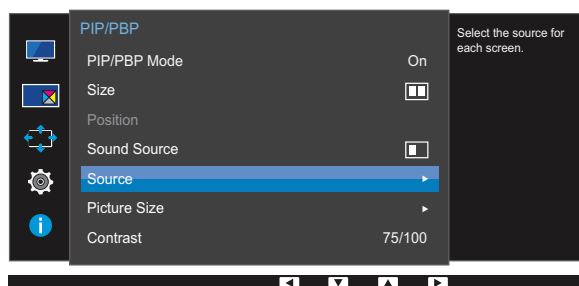 PIP/PBP
PIP/PBP Mode On
Size
Position
Sound Source
Source
Picture Size
Contrast 75/100
Select the source for
each screen.